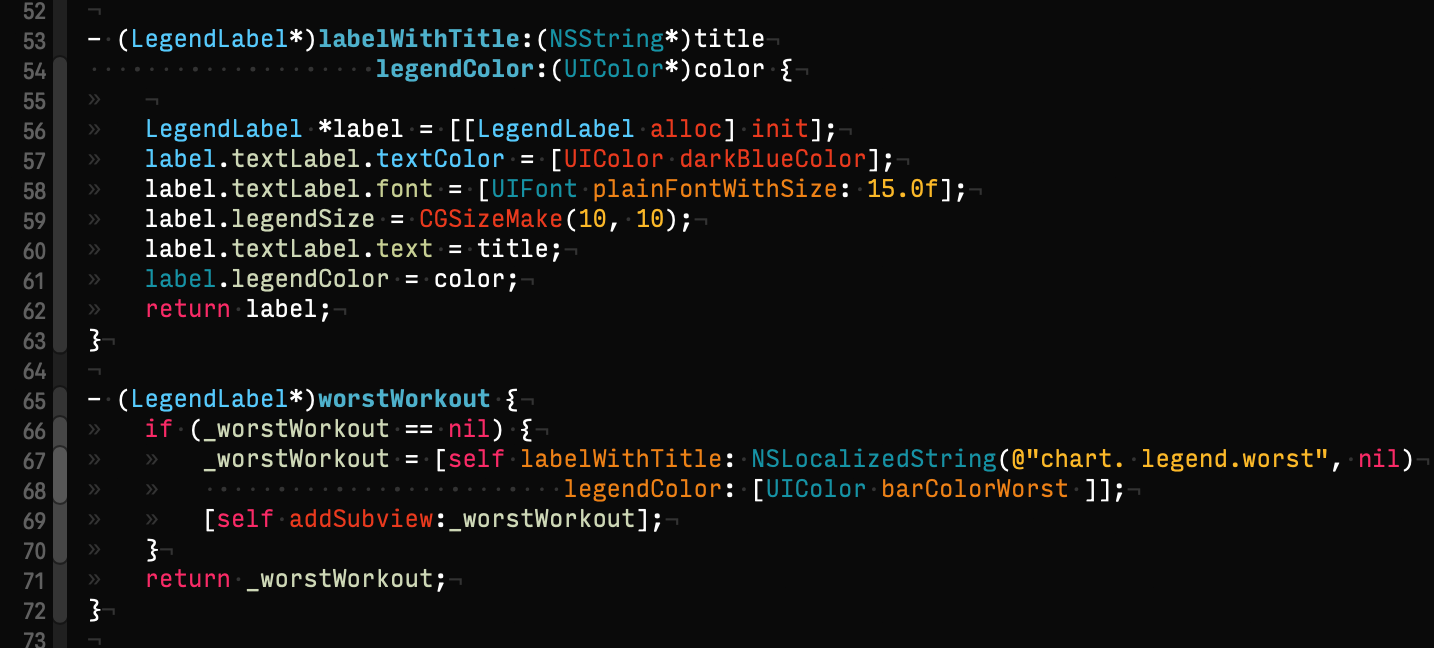 52
53 - (LegendLabel*)labelWithTitle:(NSString*)title
54                     legendColor:(UIColor*)color {
55
56     LegendLabel *label = [[LegendLabel alloc] init];
57     label.textLabel.textColor = [UIColor darkBlueColor];
58     label.textLabel.font = [UIFont plainFontWithSize: 15.0f];
59     label.legendSize = CGSizeMake(10, 10);
60     label.textLabel.text = title;
61     label.legendColor = color;
62     return label;
63 }
64
65 - (LegendLabel*)worstWorkout {
66     if (_worstWorkout == nil) {
67         _worstWorkout = [self labelWithTitle: NSLocalizedString(@"chart. legend.worst", nil)
68                                  legendColor: [UIColor barColorWorst ]];
69         [self addSubview:_worstWorkout];
70     }
71     return _worstWorkout;
72 }
73